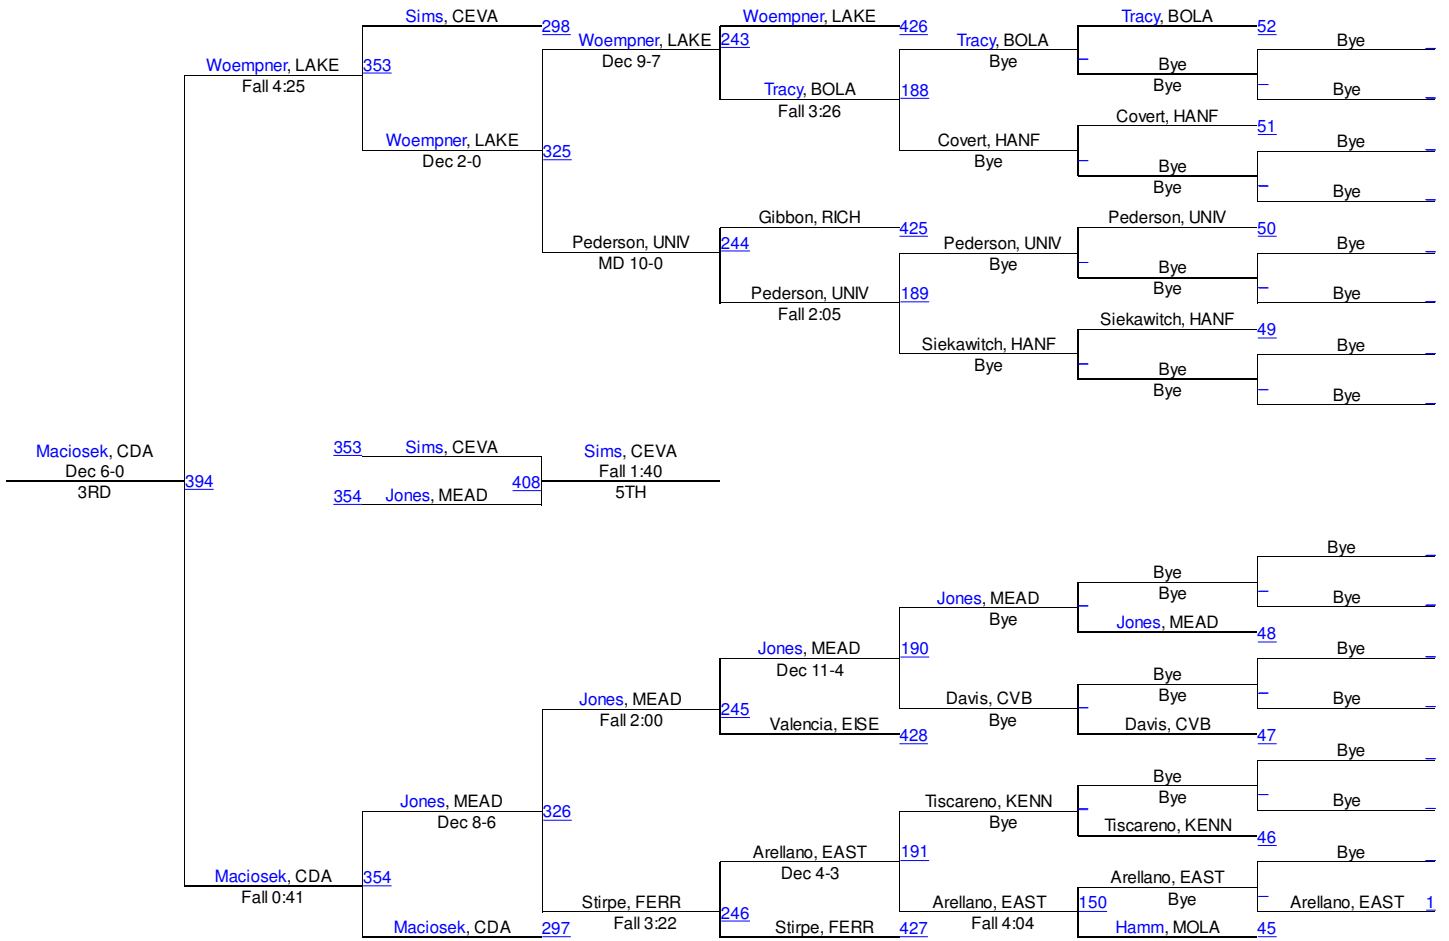 Sims, CEVA
298
Woempner, LAKE
426
Tracy, BOLA
52
Woempner, LAKE
243
Tracy, BOLA
Bye
Dec 9-7
Bye
Bye
Woempner, LAKE
353
Fall 4:25
Tracy, BOLA
188
Bye
Bye
Fall 3:26
Covert, HANF
51
Woempner, LAKE
325
Covert, HANF
Bye
Dec 2-0
Bye
Bye
Bye
Bye
Gibbon, RICH
425
Pederson, UNIV
50
Pederson, UNIV
244
Pederson, UNIV
Bye
MD 10-0
Bye
Bye
Pederson, UNIV
189
Bye
Bye
Fall 2:05
Siekawitch, HANF
49
Siekawitch, HANF
Bye
Bye
Bye
Bye
Bye
Maciosek, CDA
353
Sims, CEVA
Sims, CEVA
Dec 6-0
Fall 1:40
394
408
3RD
354
Jones, MEAD
5TH
Bye
Bye
Bye
Jones, MEAD
Bye
Bye
Jones, MEAD
48
Jones, MEAD
190
Bye
Dec 11-4
Bye
Jones, MEAD
Davis, CVB
Bye
Bye
Fall 2:00
245
Bye
Valencia, EISE
428
Davis, CVB
47
Bye
Bye
Jones, MEAD
326
Tiscareno, KENN
Bye
Bye
Dec 8-6
Bye
Tiscareno, KENN
46
Arellano, EAST
191
Bye
Dec 4-3
Maciosek, CDA
354
Arellano, EAST
Fall 0:41
Bye
Stirpe, FERR
246
Arellano, EAST
150
Arellano, EAST
1
Fall 3:22
Fall 4:04
Maciosek, CDA
297
Stirpe, FERR
427
Hamm, MOLA
45